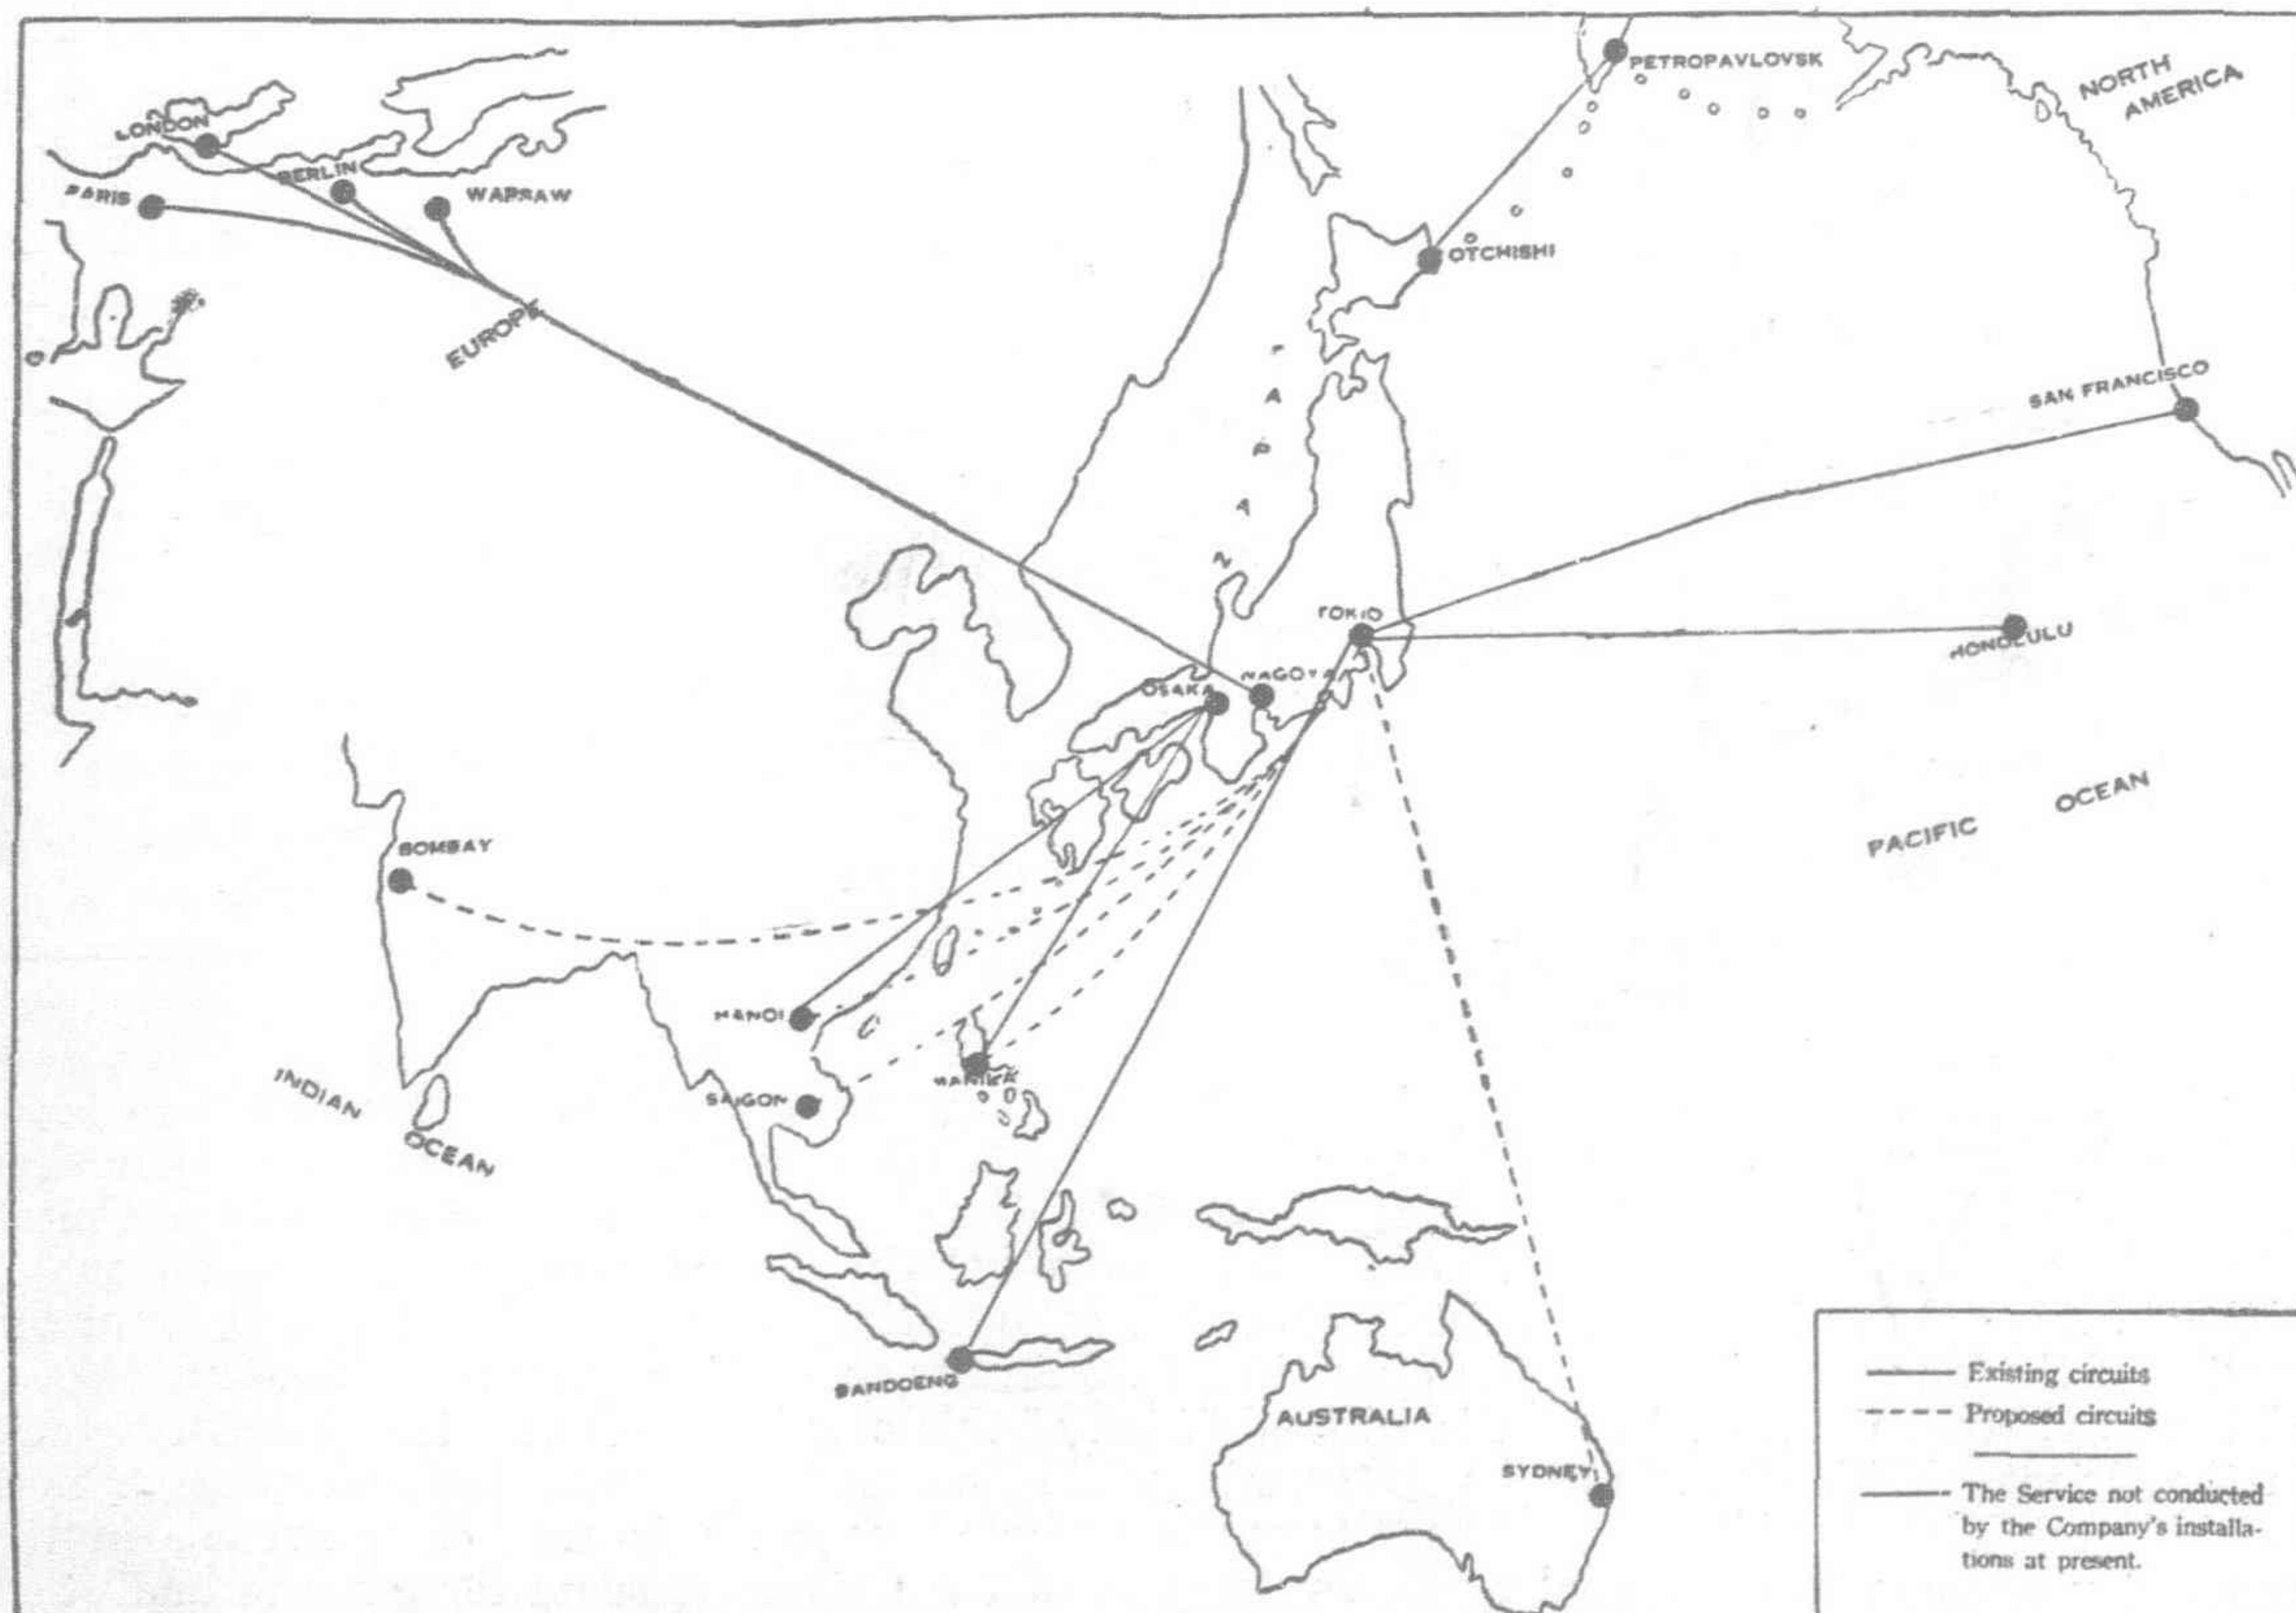 PETROPAVLOVSK
NORTH
AMERICA
LONDON
BERLIN
PARIS
WARSAW
OTCHISHI
EUROPE
JAPAN
SAN FRANCISCO
TOKIO
HONOLULU
NAGOYA
OSAKA
OCEAN
PACIFIC
BOMBAY
HANOI
INDIAN
OCEAN
SAIGON
BANDOENG
AUSTRALIA
SYDNEY
Existing circuits
Proposed circuits
The Service not conducted
by the Company's installa-
tions at present.